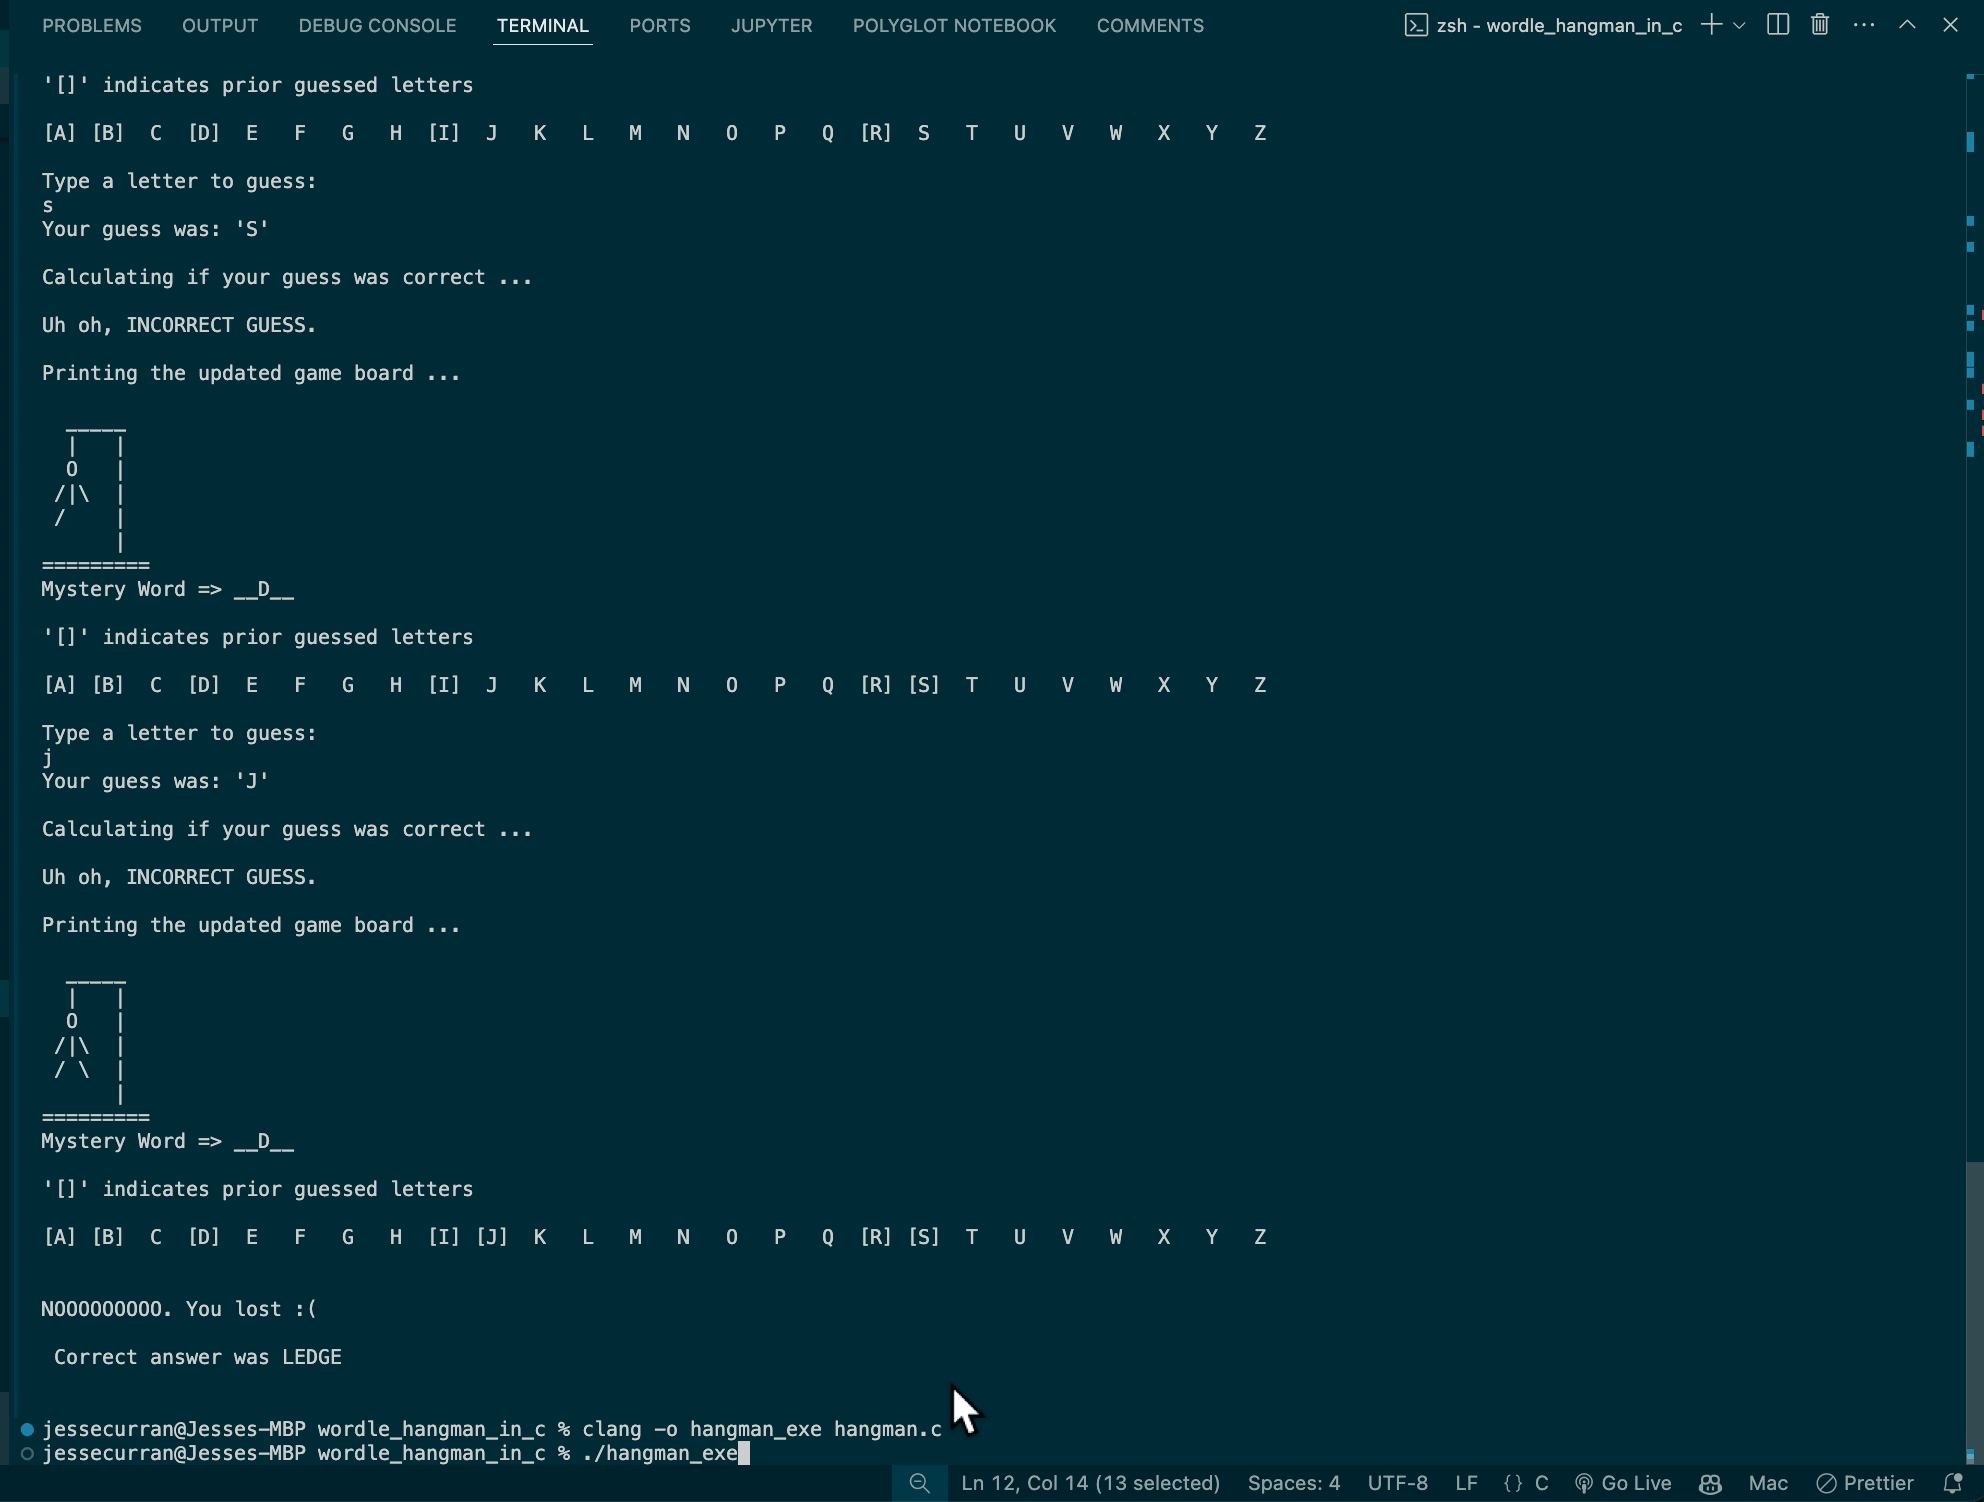 PROBLEMS OUTPUT DEBUG CONSOLE TERMINAL PORTS JUPYTER POLYGLOT NOTEBOOK COMMENTS zsh - wordle_hangman_in_c
'[]' indicates prior guessed letters
[A] [B] C [D] E F G H [I] J K L M N O P Q [R] S T U V W X Y Z
Type a letter to guess:
s
Your guess was: 'S'
Calculating if your guess was correct ...
Uh oh, INCORRECT GUESS.
Printing the updated game board ...
  _____
  |   |
  O   |
 /|\  |
 /    |
      |
=========
Mystery Word => __D__
'[]' indicates prior guessed letters
[A] [B] C [D] E F G H [I] J K L M N O P Q [R] [S] T U V W X Y Z
Type a letter to guess:
j
Your guess was: 'J'
Calculating if your guess was correct ...
Uh oh, INCORRECT GUESS.
Printing the updated game board ...
  _____
  |   |
  O   |
 /|\  |
 / \  |
      |
=========
Mystery Word => __D__
'[]' indicates prior guessed letters
[A] [B] C [D] E F G H [I] [J] K L M N O P Q [R] [S] T U V W X Y Z
NOOOOOOOOO. You lost :(
Correct answer was LEDGE
jessecurran@Jesses-MBP wordle_hangman_in_c % clang -o hangman_exe hangman.c
jessecurran@Jesses-MBP wordle_hangman_in_c % ./hangman_exe
Ln 12, Col 14 (13 selected) Spaces: 4 UTF-8 LF {} C Go Live Mac Prettier